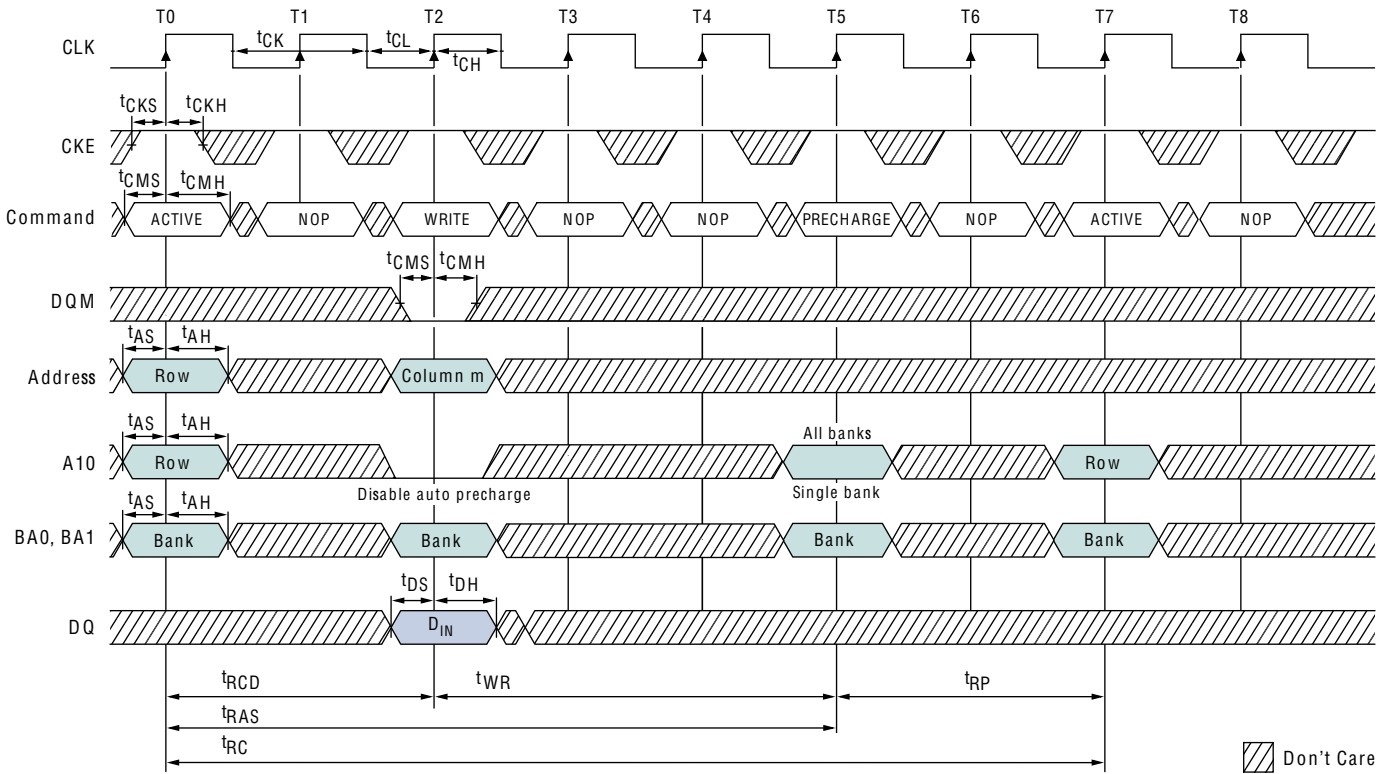 T0 T1 T2 T3 T4 T5 T6 T7 T8
CLK
tCK tCL
tCH
tCKS tCKH
CKE
tCMS tCMH
Command ACTIVE NOP WRITE NOP NOP PRECHARGE NOP ACTIVE NOP
tCMS tCMH
DQM
tAS tAH
Address Row Column m
tAS tAH
All banks
A10 Row Row
Disable auto precharge Single bank
tAS tAH
BA0, BA1 Bank Bank Bank Bank
tDS tDH
DQ DIN
tRCD tWR tRP
tRAS
tRC
Don't Care